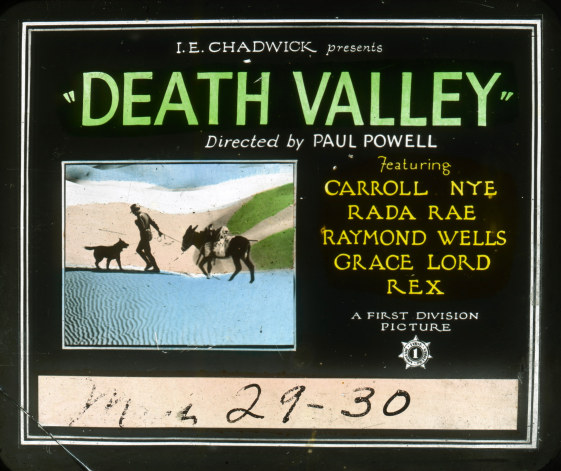 I. E. CHADWICK presents
"DEATH VALLEY"
Directed by PAUL POWELL
Featuring
CARROLL NYE
RADA RAE
RAYMOND WELLS
GRACE LORD
REX
A FIRST DIVISION
PICTURE
1
29-30